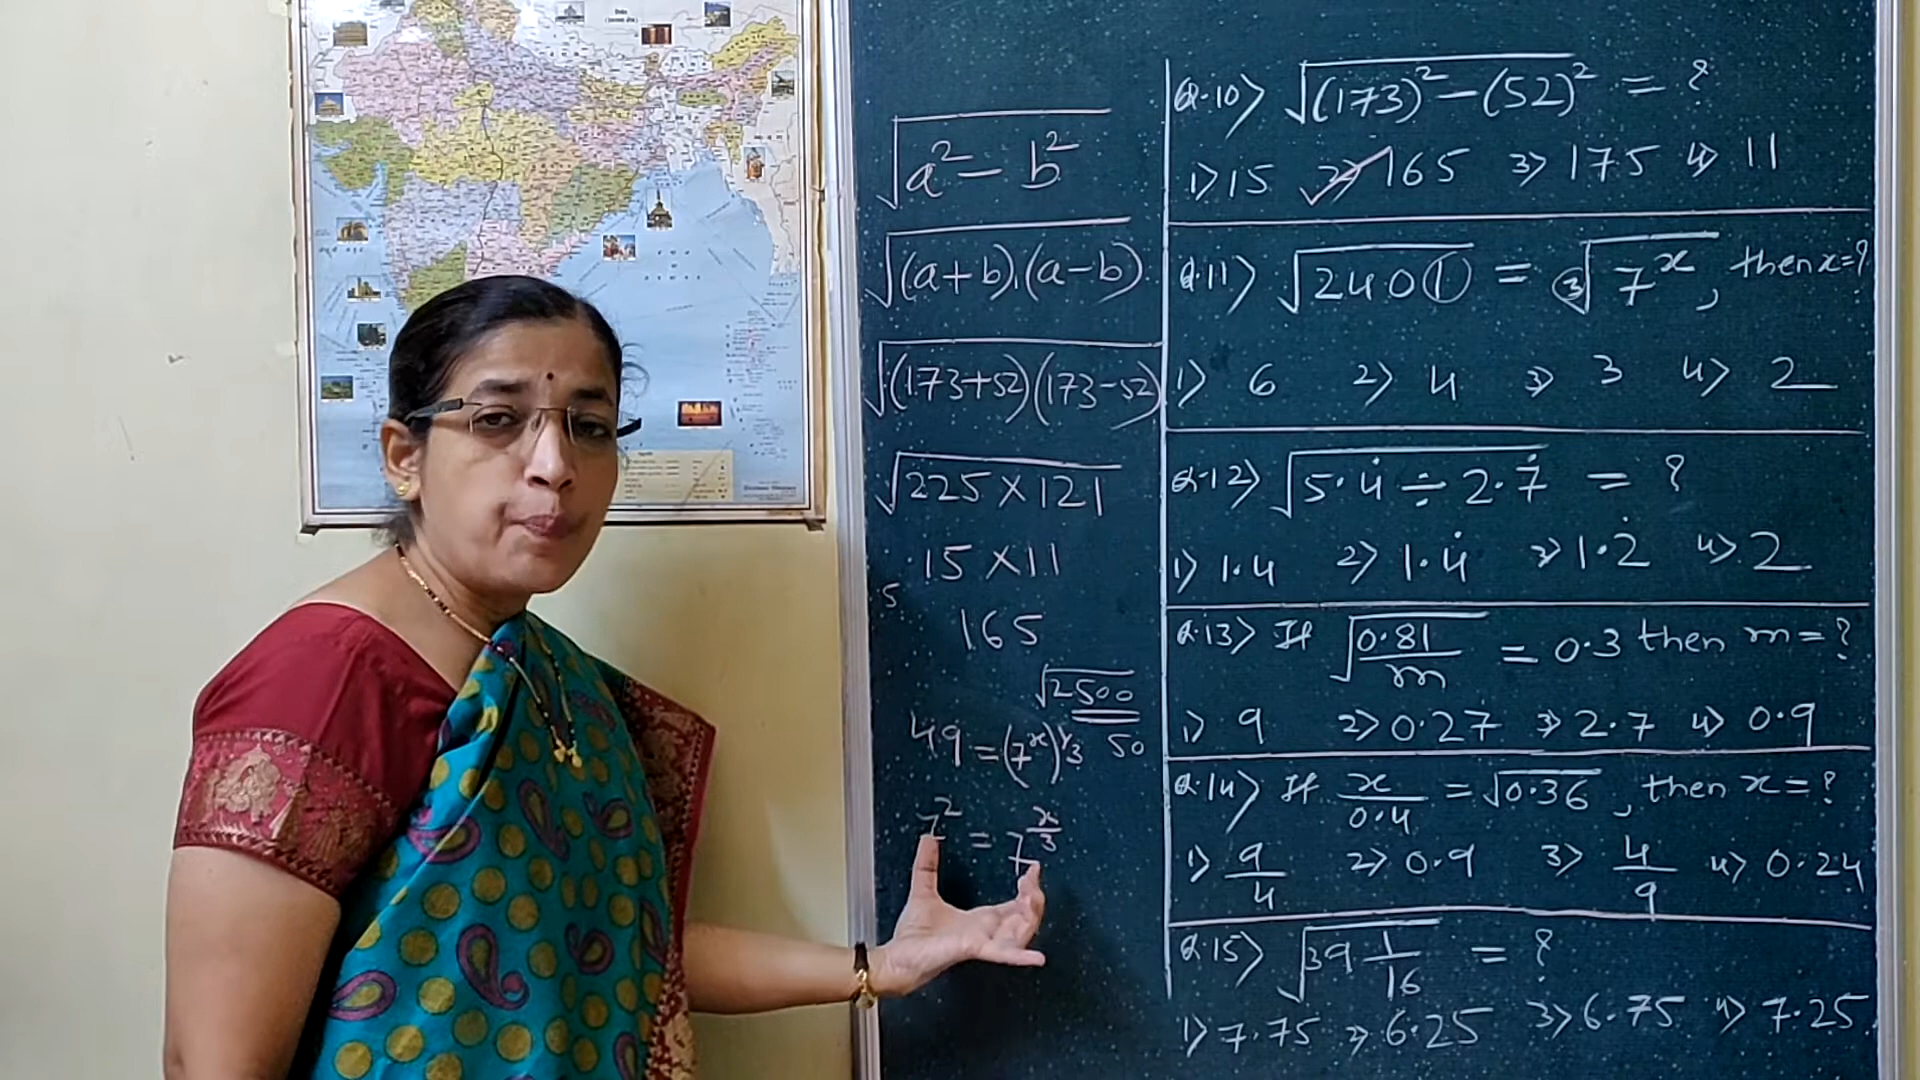 √(a² − b²)
√((a+b).(a−b))
√((173+52)(173−52))
√(225×121)
15×11
5
165
√2500
50
49 = (7ˣ)^(1/3)
7² = 7^(x/3)
Q.10) √((173)² − (52)²) = ?
1) 15 2) 165 3) 175 4) 11
Q.11) √2401 = ³√(7ˣ), then x=?
1) 6 2) 4 3) 3 4) 2
Q.12) √(5.4̇ ÷ 2.7̇) = ?
1) 1.4 2) 1.4̇ 3) 1.2̇ 4) 2
Q.13) If √(0.81/m) = 0.3 then m=?
1) 9 2) 0.27 3) 2.7 4) 0.9
Q.14) If x/0.4 = √0.36, then x=?
1) 9/4 2) 0.9 3) 4/9 4) 0.24
Q.15) √(39 1/16) = ?
1) 7.75 2) 6.25 3) 6.75 4) 7.25